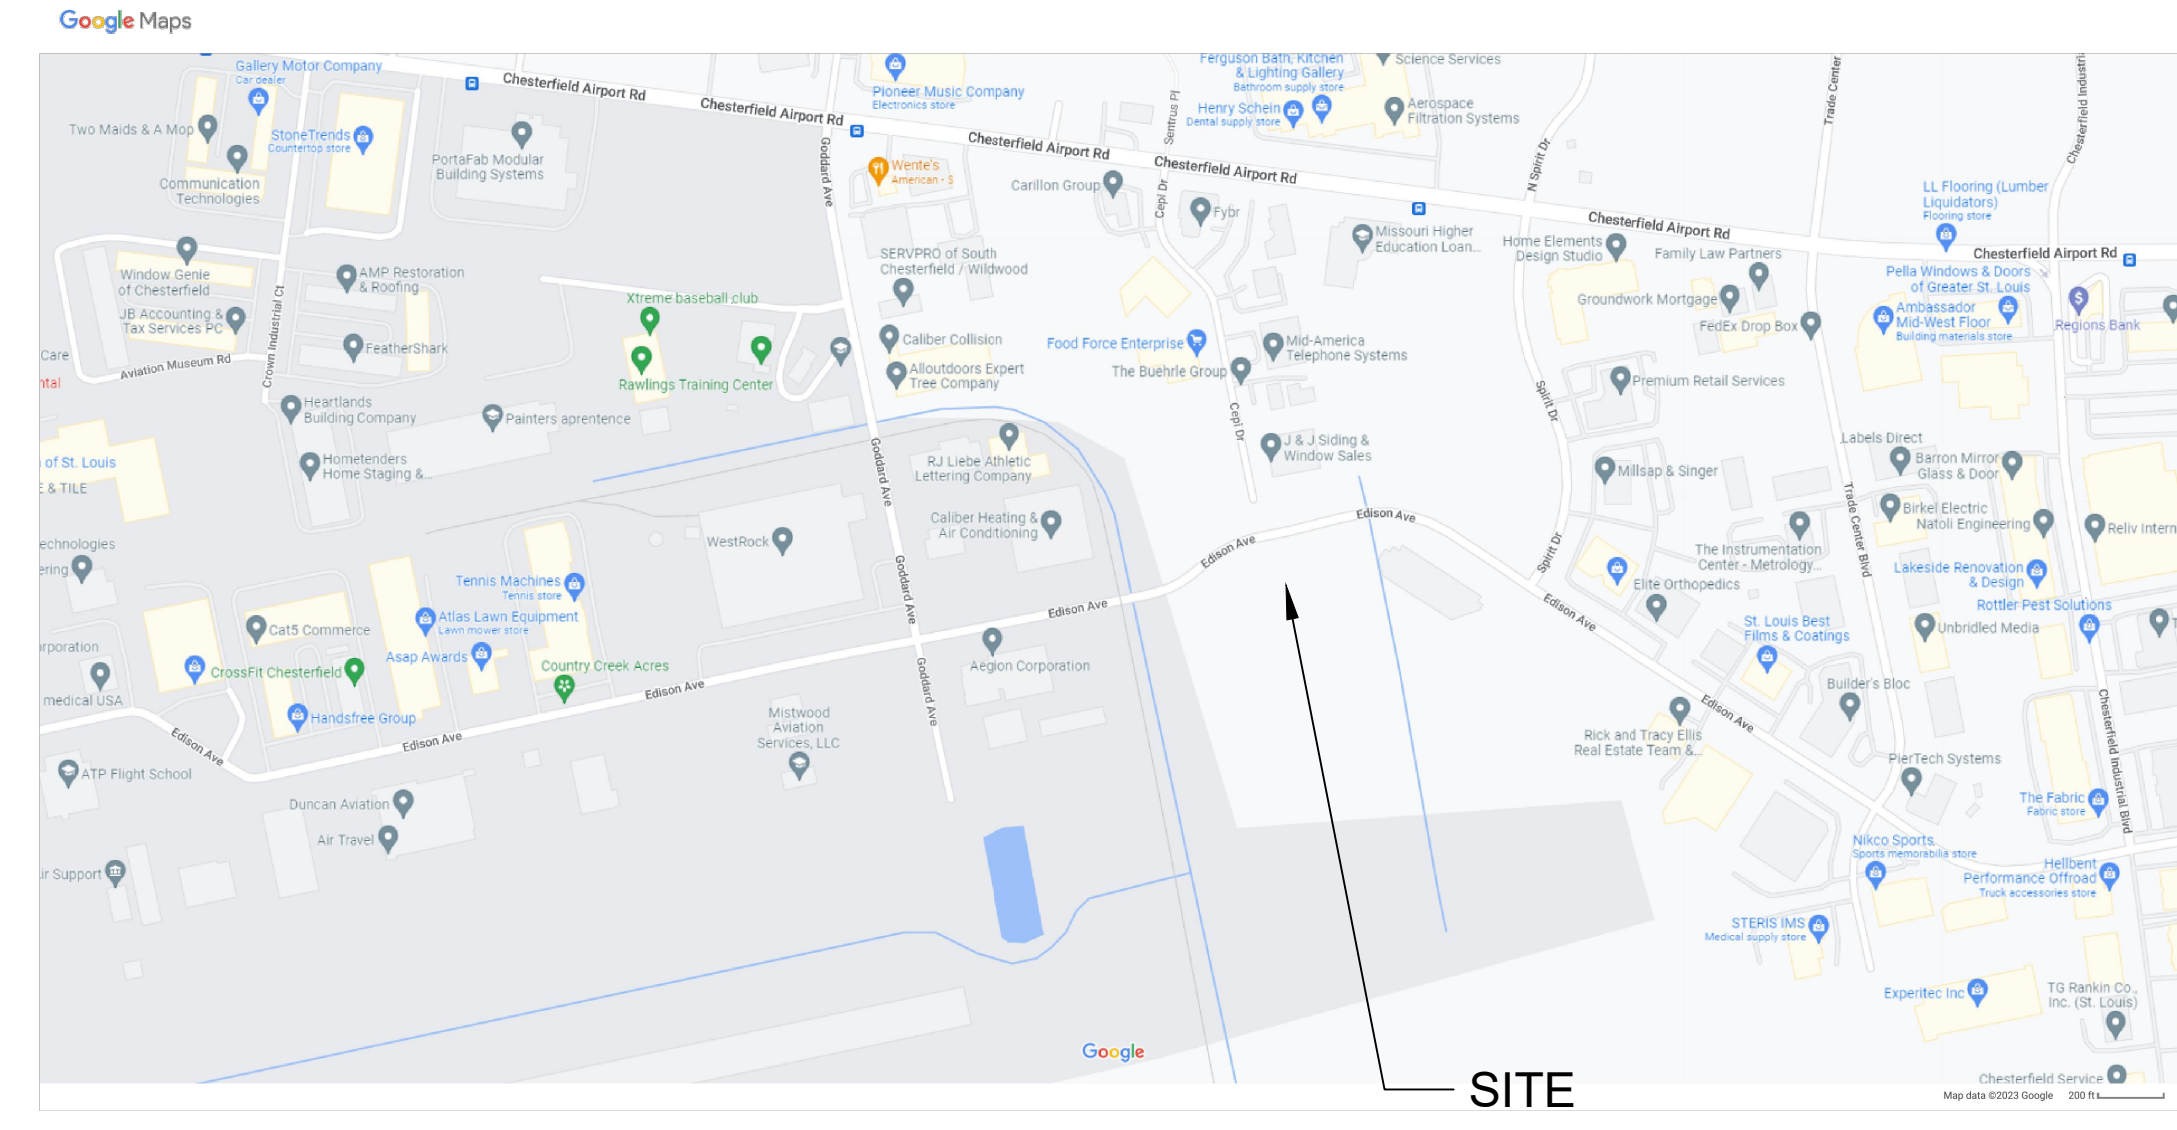 Google Maps
Gallery Motor Company
Car dealer
Two Maids & A Mop
StoneTrends
Countertop store
Communication
Technologies
PortaFab Modular
Building Systems
Chesterfield Airport Rd
Chesterfield Airport Rd
Chesterfield Airport Rd
Chesterfield Airport Rd
Chesterfield Airport Rd
Chesterfield Airport Rd
Pioneer Music Company
Electronics store
Ferguson Bath, Kitchen
& Lighting Gallery
Bathroom supply store
Henry Schein
Dental supply store
Science Services
Aerospace
Filtration Systems
Sentrus Pl
N Spirit Dr
Trade Center
Chesterfield Industri
Goddard Ave
Wente's
American - $
Carillon Group
Cepi Dr
Fybr
Missouri Higher
Education Loan...
Home Elements
Design Studio
Family Law Partners
Groundwork Mortgage
FedEx Drop Box
LL Flooring (Lumber
Liquidators)
Flooring store
Pella Windows & Doors
of Greater St. Louis
Ambassador
Mid-West Floor
Building materials store
Regions Bank
Window Genie
of Chesterfield
JB Accounting &
Tax Services PC
AMP Restoration
& Roofing
FeatherShark
Care
ntal
Aviation Museum Rd
Crown Industrial Ct
Xtreme baseball club
Rawlings Training Center
SERVPRO of South
Chesterfield / Wildwood
Caliber Collision
Alloutdoors Expert
Tree Company
Food Force Enterprise
The Buehrle Group
Mid-America
Telephone Systems
Cepi Dr
J & J Siding &
Window Sales
Spirit Dr
Premium Retail Services
Millsap & Singer
Labels Direct
Barron Mirror
Glass & Door
Birkel Electric
Natoli Engineering
Reliv Intern
Heartlands
Building Company
Painters aprentence
Hometenders
Home Staging &...
of St. Louis
E & TILE
Goddard Ave
RJ Liebe Athletic
Lettering Company
Caliber Heating &
Air Conditioning
WestRock
Edison Ave
Edison Ave
Spirit Dr
Trade Center Blvd
The Instrumentation
Center - Metrology...
Elite Orthopedics
Lakeside Renovation
& Design
Rottler Pest Solutions
Unbridled Media
St. Louis Best
Films & Coatings
echnologies
ering
Tennis Machines
Tennis store
Atlas Lawn Equipment
Lawn mower store
Cat5 Commerce
Asap Awards
CrossFit Chesterfield
Country Creek Acres
Handsfree Group
rporation
medical USA
Goddard Ave
Edison Ave
Aegion Corporation
Goddard Ave
Edison Ave
Edison Ave
Edison Ave
Edison Ave
Edison Ave
Builder's Bloc
Chesterfield Industrial Blvd
Mistwood
Aviation
Services, LLC
Rick and Tracy Ellis
Real Estate Team &...
PierTech Systems
ATP Flight School
Duncan Aviation
Air Travel
ir Support
The Fabric
Fabric store
Nikco Sports
Sports memorabilia store
Hellbent
Performance Offroad
Truck accessories store
STERIS IMS
Medical supply store
Experitec Inc
TG Rankin Co.,
Inc. (St. Louis)
Google
Chesterfield Service
SITE
Map data ©2023 Google
200 ft